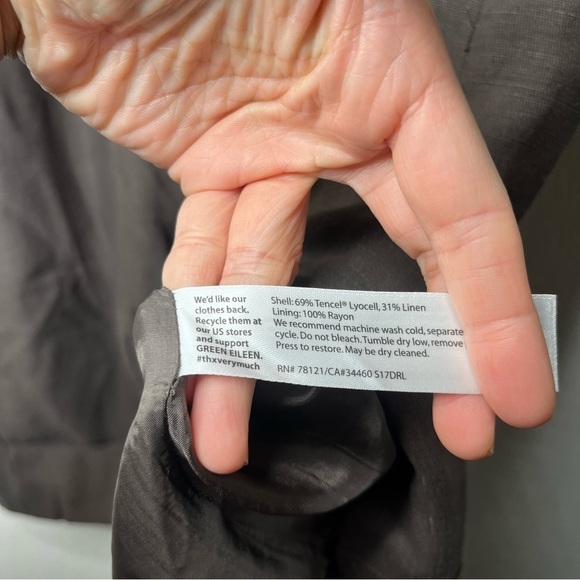 We'd like our
clothes back.
Recycle them at
our US stores
and support
GREEN EILEEN.
#thxverymuch
Shell: 69% Tencel® Lyocell, 31% Linen
Lining: 100% Rayon
We recommend machine wash cold, separate
cycle. Do not bleach. Tumble dry low, remove
Press to restore. May be dry cleaned.
RN# 78121/CA#34460 S17DRL